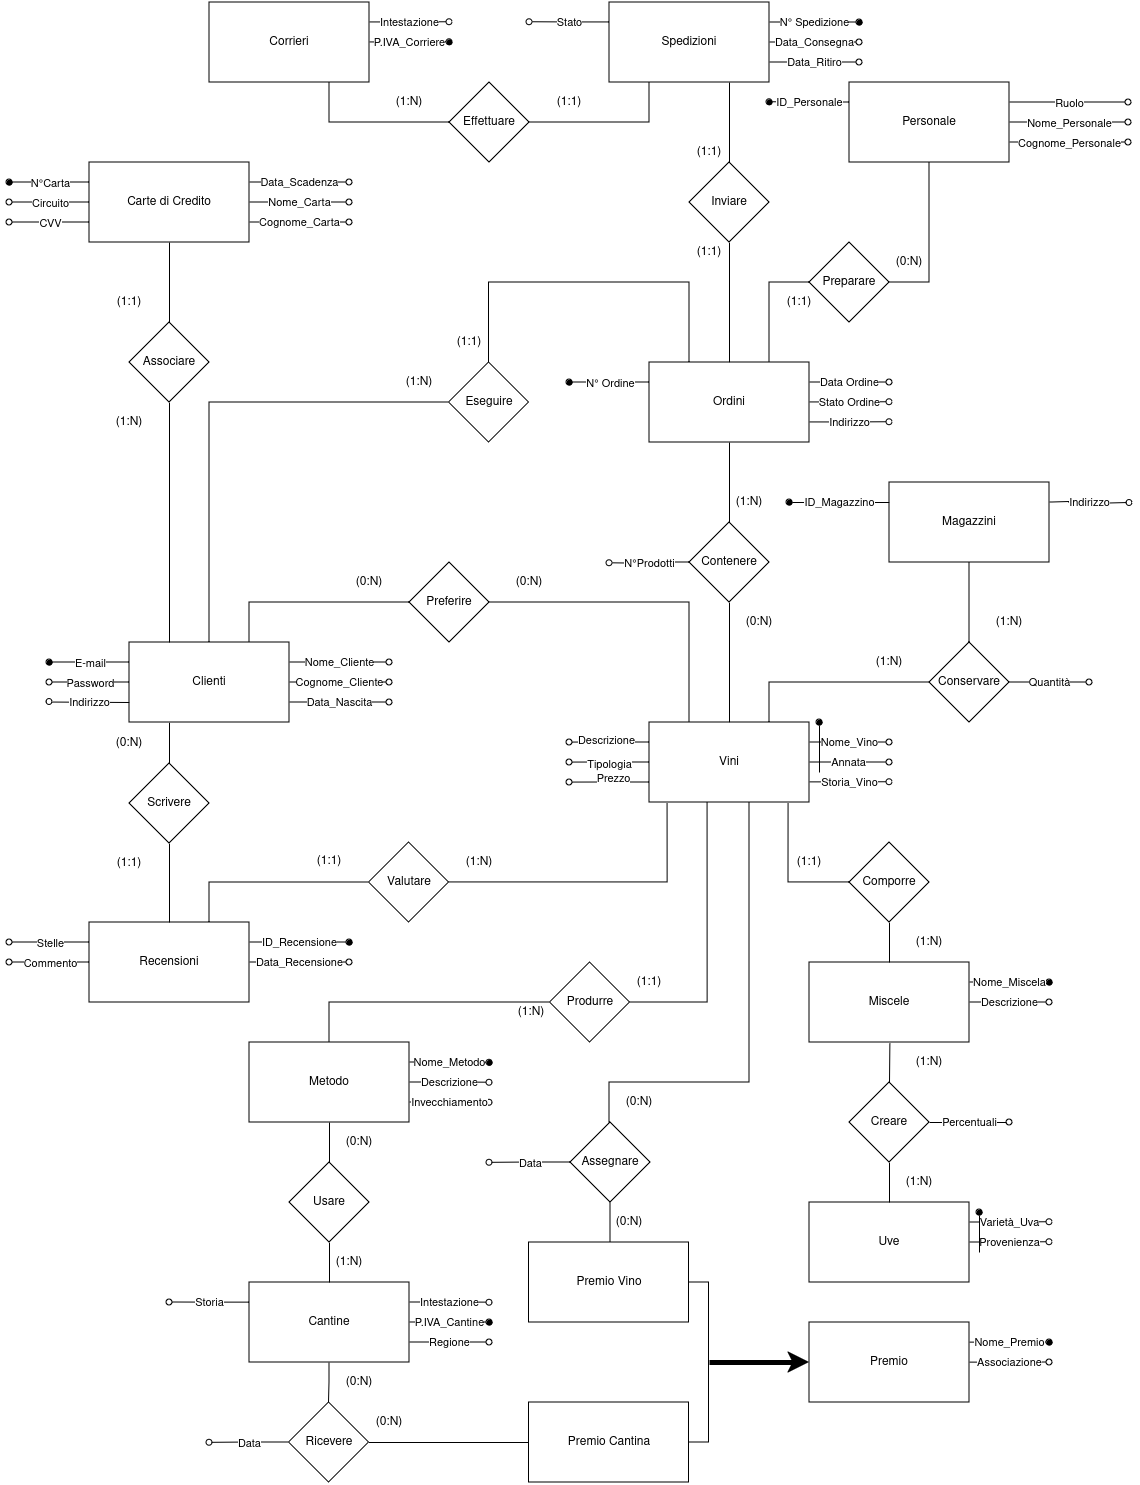 Corrieri
Intestazione
P.IVA_Corriere
Stato
Spedizioni
N° Spedizione
Data_Consegna
Data_Ritiro
(1:N)
Effettuare
(1:1)
ID_Personale
Personale
Ruolo
Nome_Personale
Cognome_Personale
(1:1)
Inviare
(1:1)
N°Carta
Circuito
CVV
Carte di Credito
Data_Scadenza
Nome_Carta
Cognome_Carta
(0:N)
Preparare
(1:1)
(1:1)
Associare
(1:N)
(1:1)
(1:N)
Eseguire
N° Ordine
Ordini
Data Ordine
Stato Ordine
Indirizzo
(1:N)
Contenere
N°Prodotti
(0:N)
ID_Magazzino
Magazzini
Indirizzo
(1:N)
(1:N)
Conservare
Quantità
(0:N)
Preferire
(0:N)
E-mail
Password
Indirizzo
Clienti
Nome_Cliente
Cognome_Cliente
Data_Nascita
Descrizione
Tipologia
Prezzo
Vini
Nome_Vino
Annata
Storia_Vino
(0:N)
Scrivere
(1:1)
(1:1)
Valutare
(1:N)
(1:1)
Comporre
(1:N)
Stelle
Commento
Recensioni
ID_Recensione
Data_Recensione
(1:N)
Produrre
(1:1)
Miscele
Nome_Miscela
Descrizione
Metodo
Nome_Metodo
Descrizione
Invecchiamento
(1:N)
Creare
Percentuali
(1:N)
(0:N)
Assegnare
Data
(0:N)
(0:N)
Usare
(1:N)
Uve
Varietà_Uva
Provenienza
Premio Vino
Storia
Cantine
Intestazione
P.IVA_Cantine
Regione
Premio
Nome_Premio
Associazione
(0:N)
Data
Ricevere
(0:N)
Premio Cantina